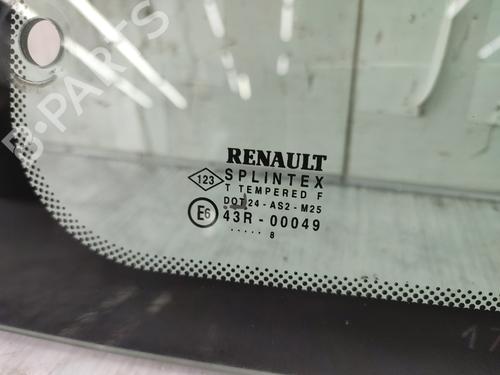 B-PARTS
RENAULT
123 SPLINTEX
T TEMPERED F
DOT 24 - AS2 - M25
E6 43R - 00049
..... 8